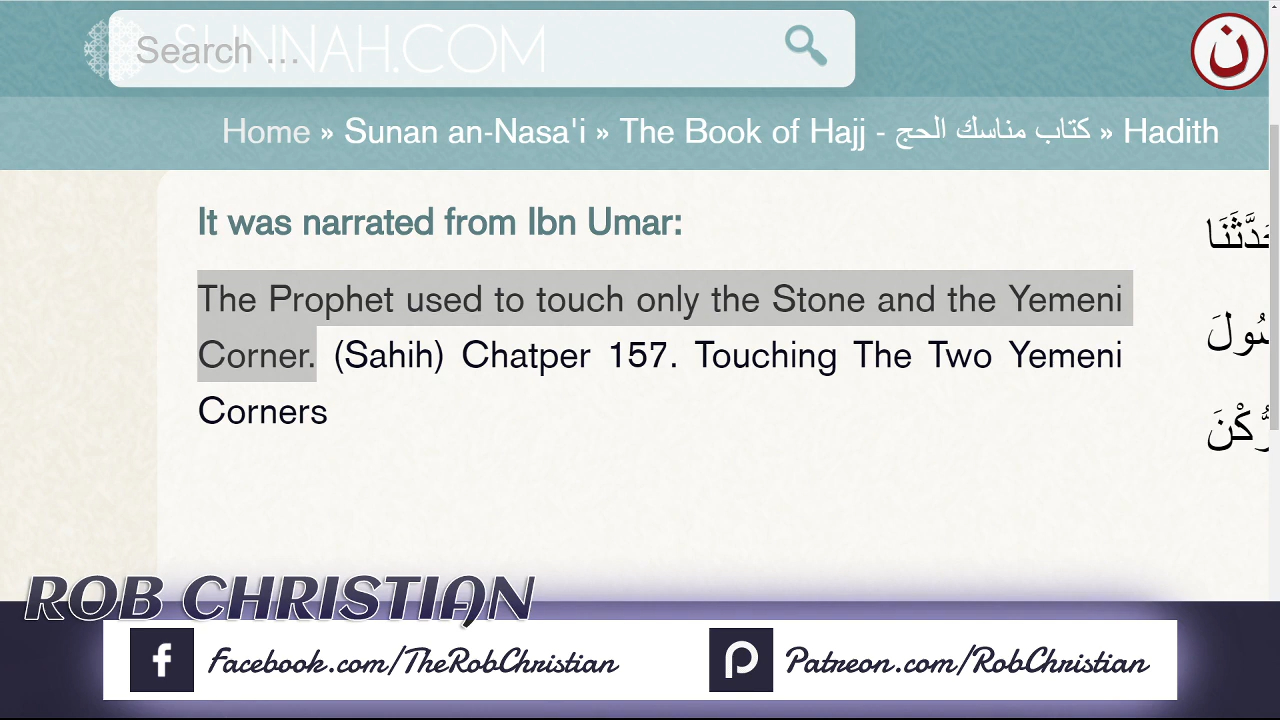 SUNNAH.COM
Search ...
ن
Home » Sunan an-Nasa'i » The Book of Hajj - كتاب مناسك الحج » Hadith
It was narrated from Ibn Umar:
The Prophet used to touch only the Stone and the Yemeni
Corner. (Sahih) Chatper 157. Touching The Two Yemeni
Corners
ROB CHRISTIAN
f Facebook.com/TheRobChristian
Patreon.com/RobChristian